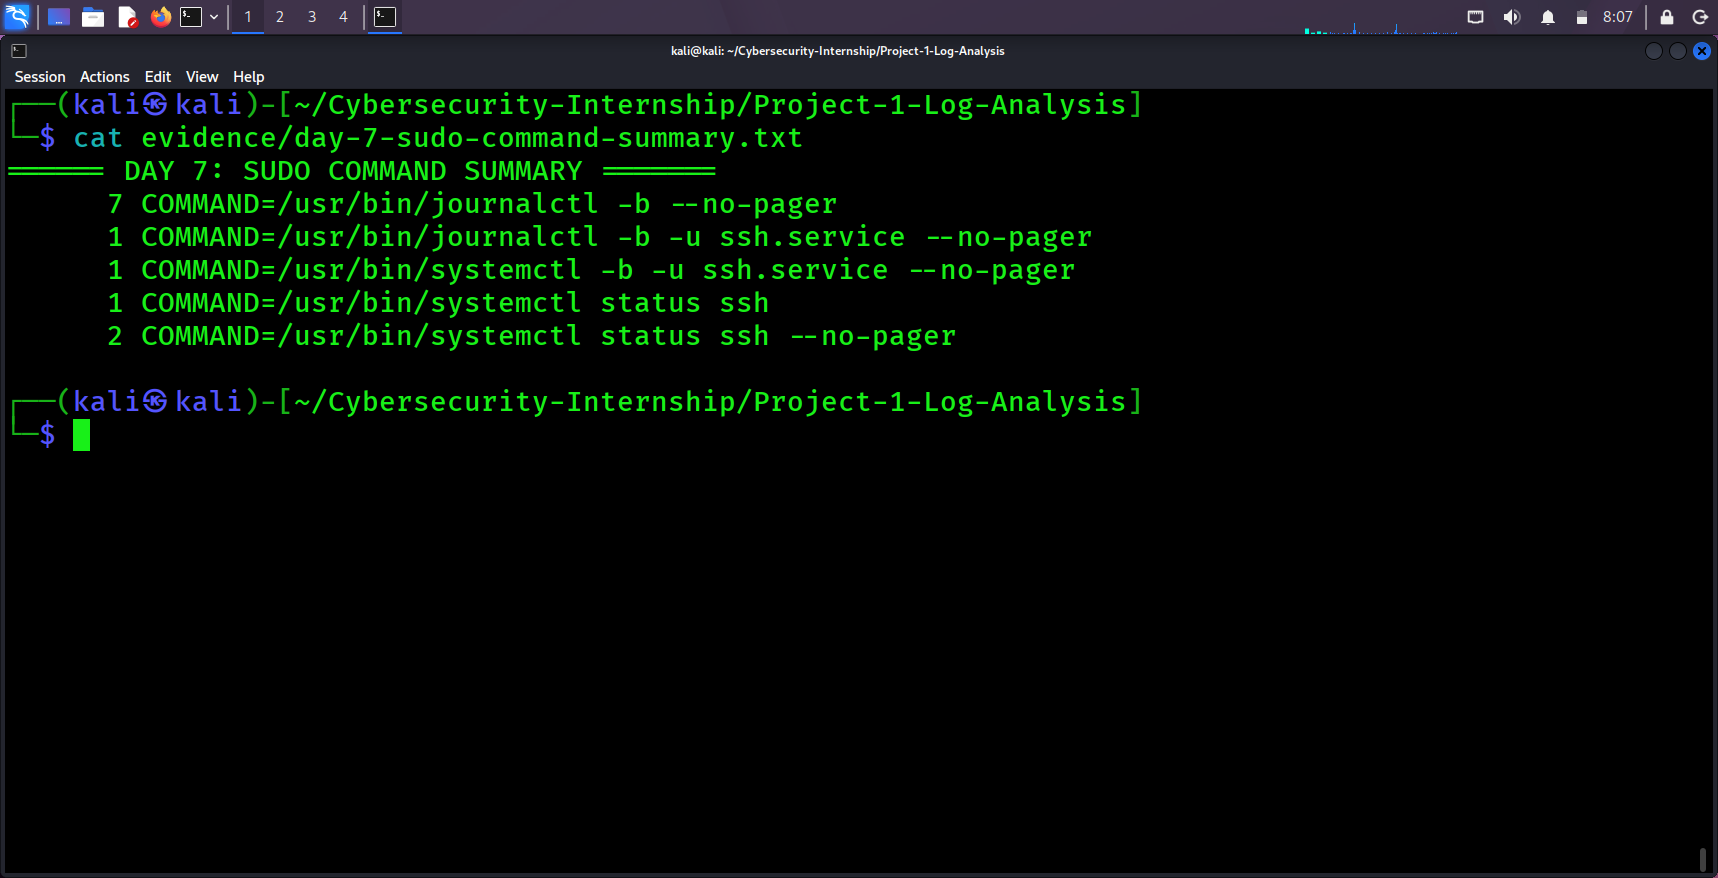 1 2 3 4 8:07
kali@kali: ~/Cybersecurity-Internship/Project-1-Log-Analysis
Session Actions Edit View Help
┌──(kali㉿kali)-[~/Cybersecurity-Internship/Project-1-Log-Analysis]
└─$ cat evidence/day-7-sudo-command-summary.txt
====== DAY 7: SUDO COMMAND SUMMARY =======
7 COMMAND=/usr/bin/journalctl -b --no-pager
1 COMMAND=/usr/bin/journalctl -b -u ssh.service --no-pager
1 COMMAND=/usr/bin/systemctl -b -u ssh.service --no-pager
1 COMMAND=/usr/bin/systemctl status ssh
2 COMMAND=/usr/bin/systemctl status ssh --no-pager
┌──(kali㉿kali)-[~/Cybersecurity-Internship/Project-1-Log-Analysis]
└─$